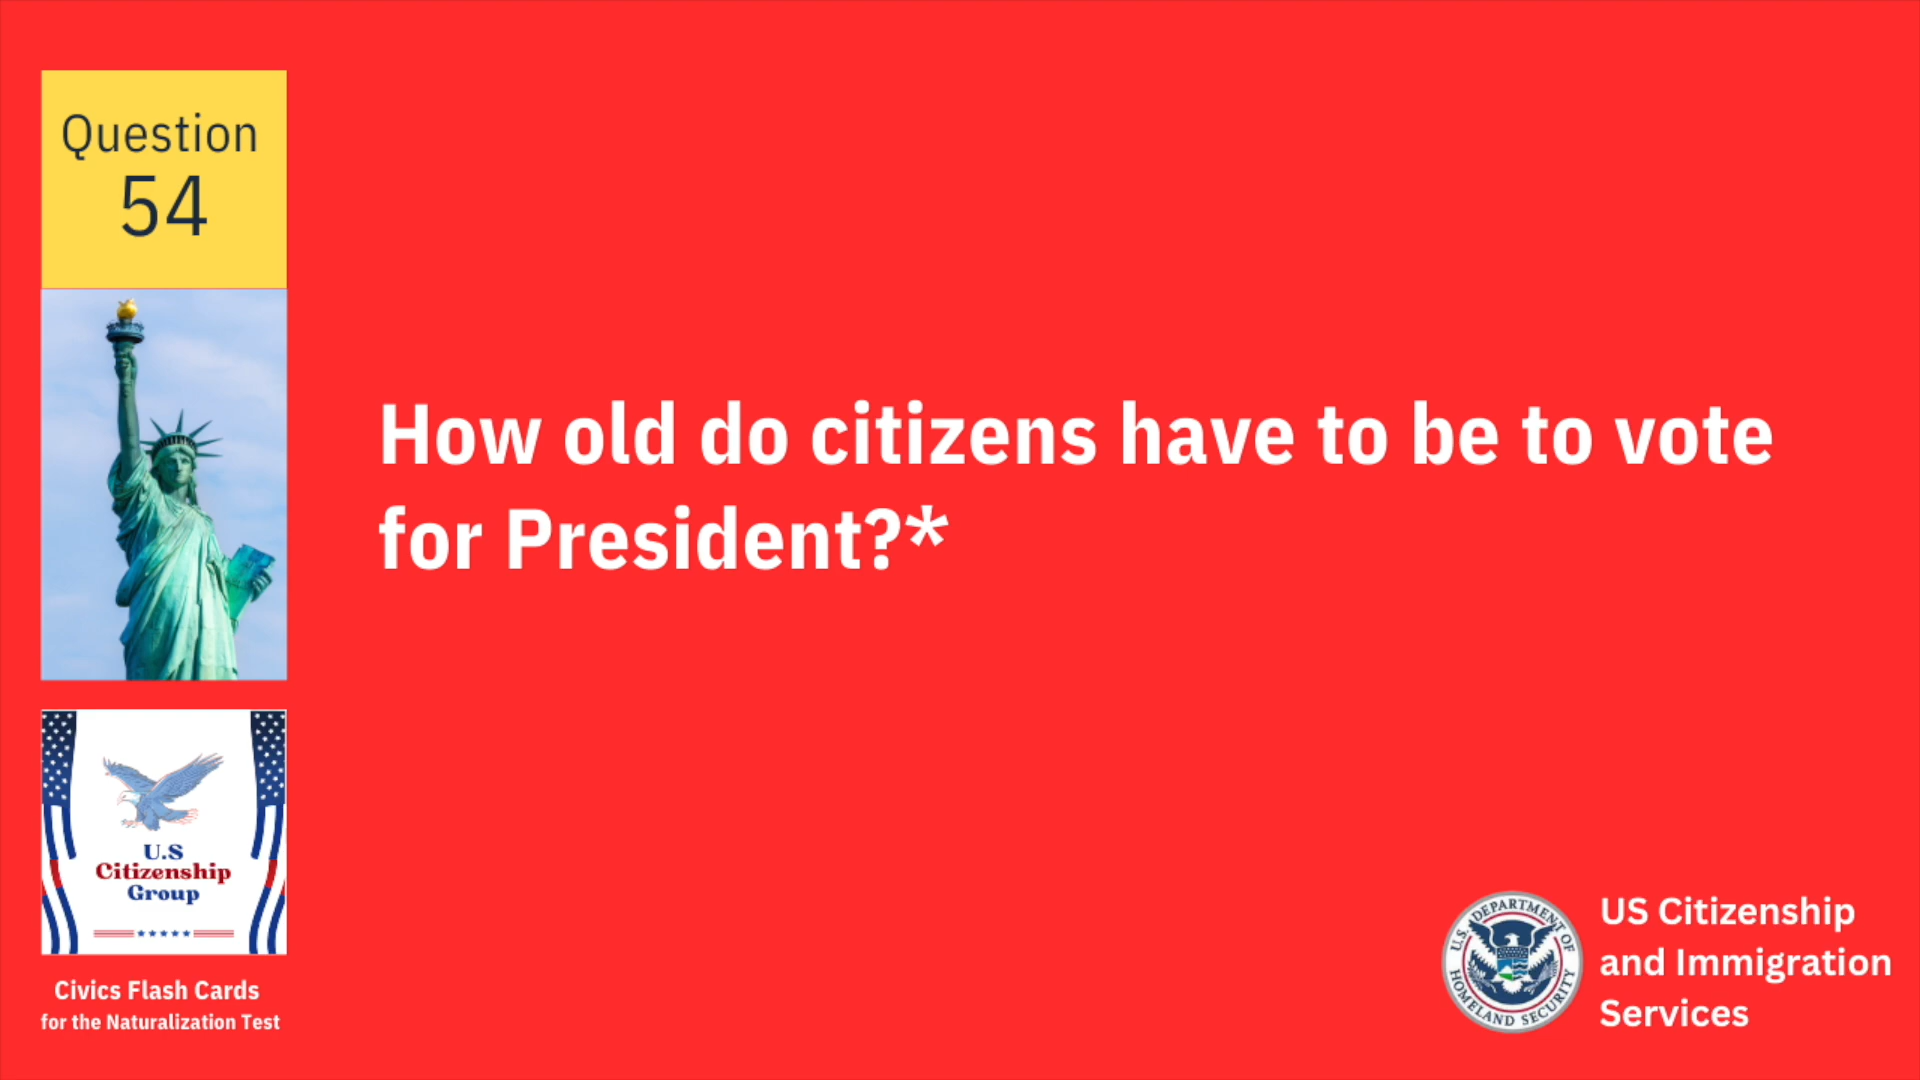 Question
54
How old do citizens have to be to vote
for President?*
U.S
Citizenship
Group
Civics Flash Cards
for the Naturalization Test
U.S. DEPARTMENT OF
HOMELAND SECURITY
US Citizenship
and Immigration
Services